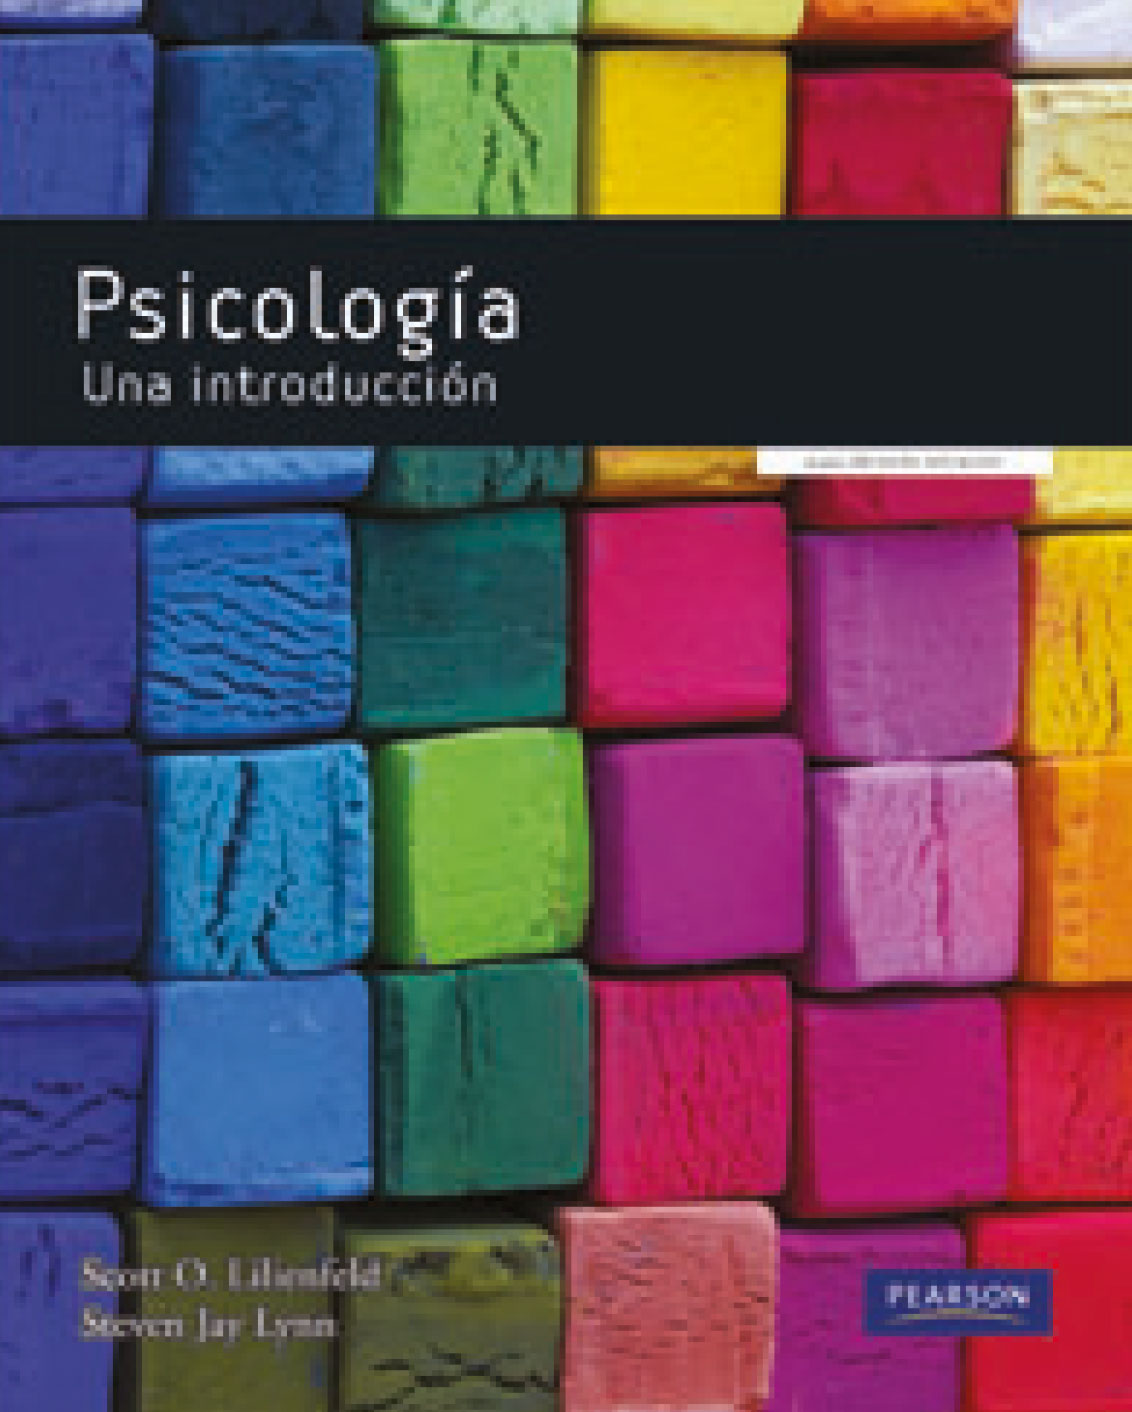 Psicología
Una introducción
Scott O. Lilienfeld
Steven Jay Lynn
PEARSON